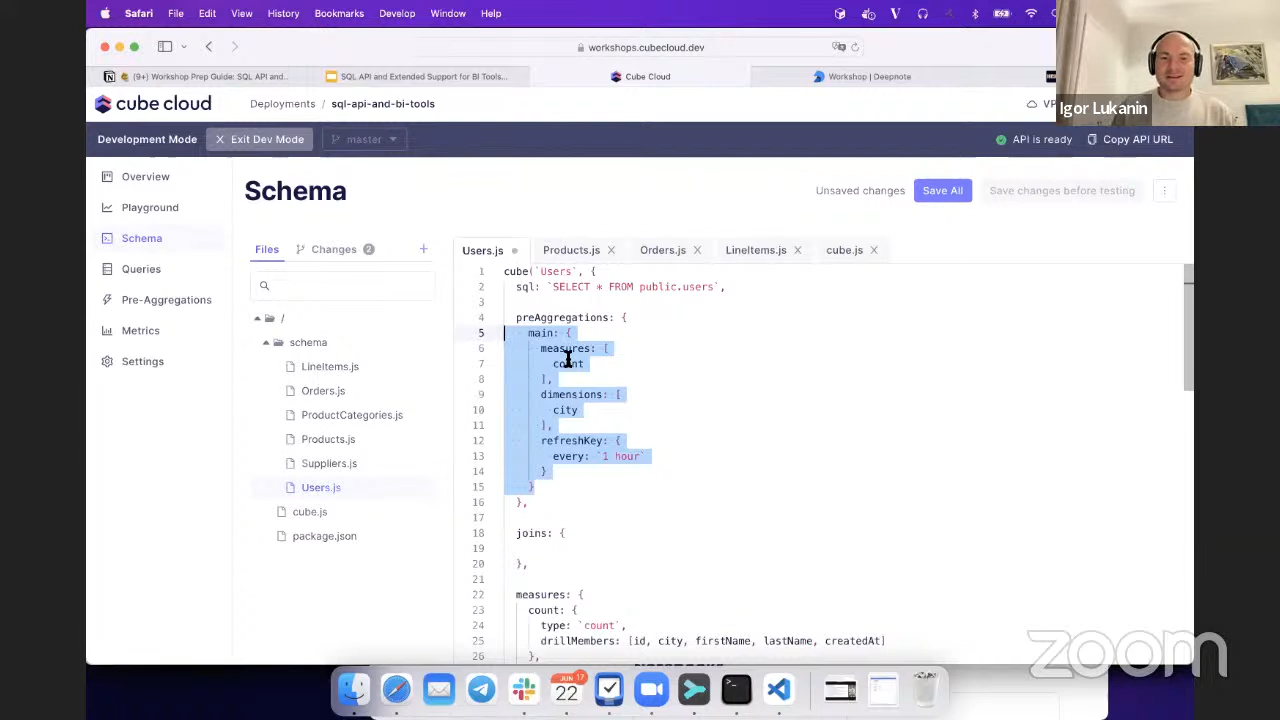 Safari File Edit View History Bookmarks Develop Window Help
workshops.cubecloud.dev
(9+) Workshop Prep Guide: SQL API and...
SQL API and Extended Support for BI Tools...
Cube Cloud
Workshop | Deepnote
cube cloud
Deployments / sql-api-and-bi-tools
Igor Lukanin
Development Mode
Exit Dev Mode
master
API is ready
Copy API URL
Overview
Playground
Schema
Queries
Pre-Aggregations
Metrics
Settings
Schema
Unsaved changes
Save All
Save changes before testing
Files
Changes 2
+
/
schema
LineItems.js
Orders.js
ProductCategories.js
Products.js
Suppliers.js
Users.js
cube.js
package.json
Users.js
Products.js
Orders.js
LineItems.js
cube.js
1 cube(`Users`, {
2 sql: `SELECT * FROM public.users`,
3
4 preAggregations: {
5 main: {
6 measures: [
7 count
8 ],
9 dimensions: [
10 city
11 ],
12 refreshKey: {
13 every: `1 hour`
14 }
15 }
16 },
17
18 joins: {
19
20 },
21
22 measures: {
23 count: {
24 type: `count`,
25 drillMembers: [id, city, firstName, lastName, createdAt]
26 },
JUN 17
22
zoom